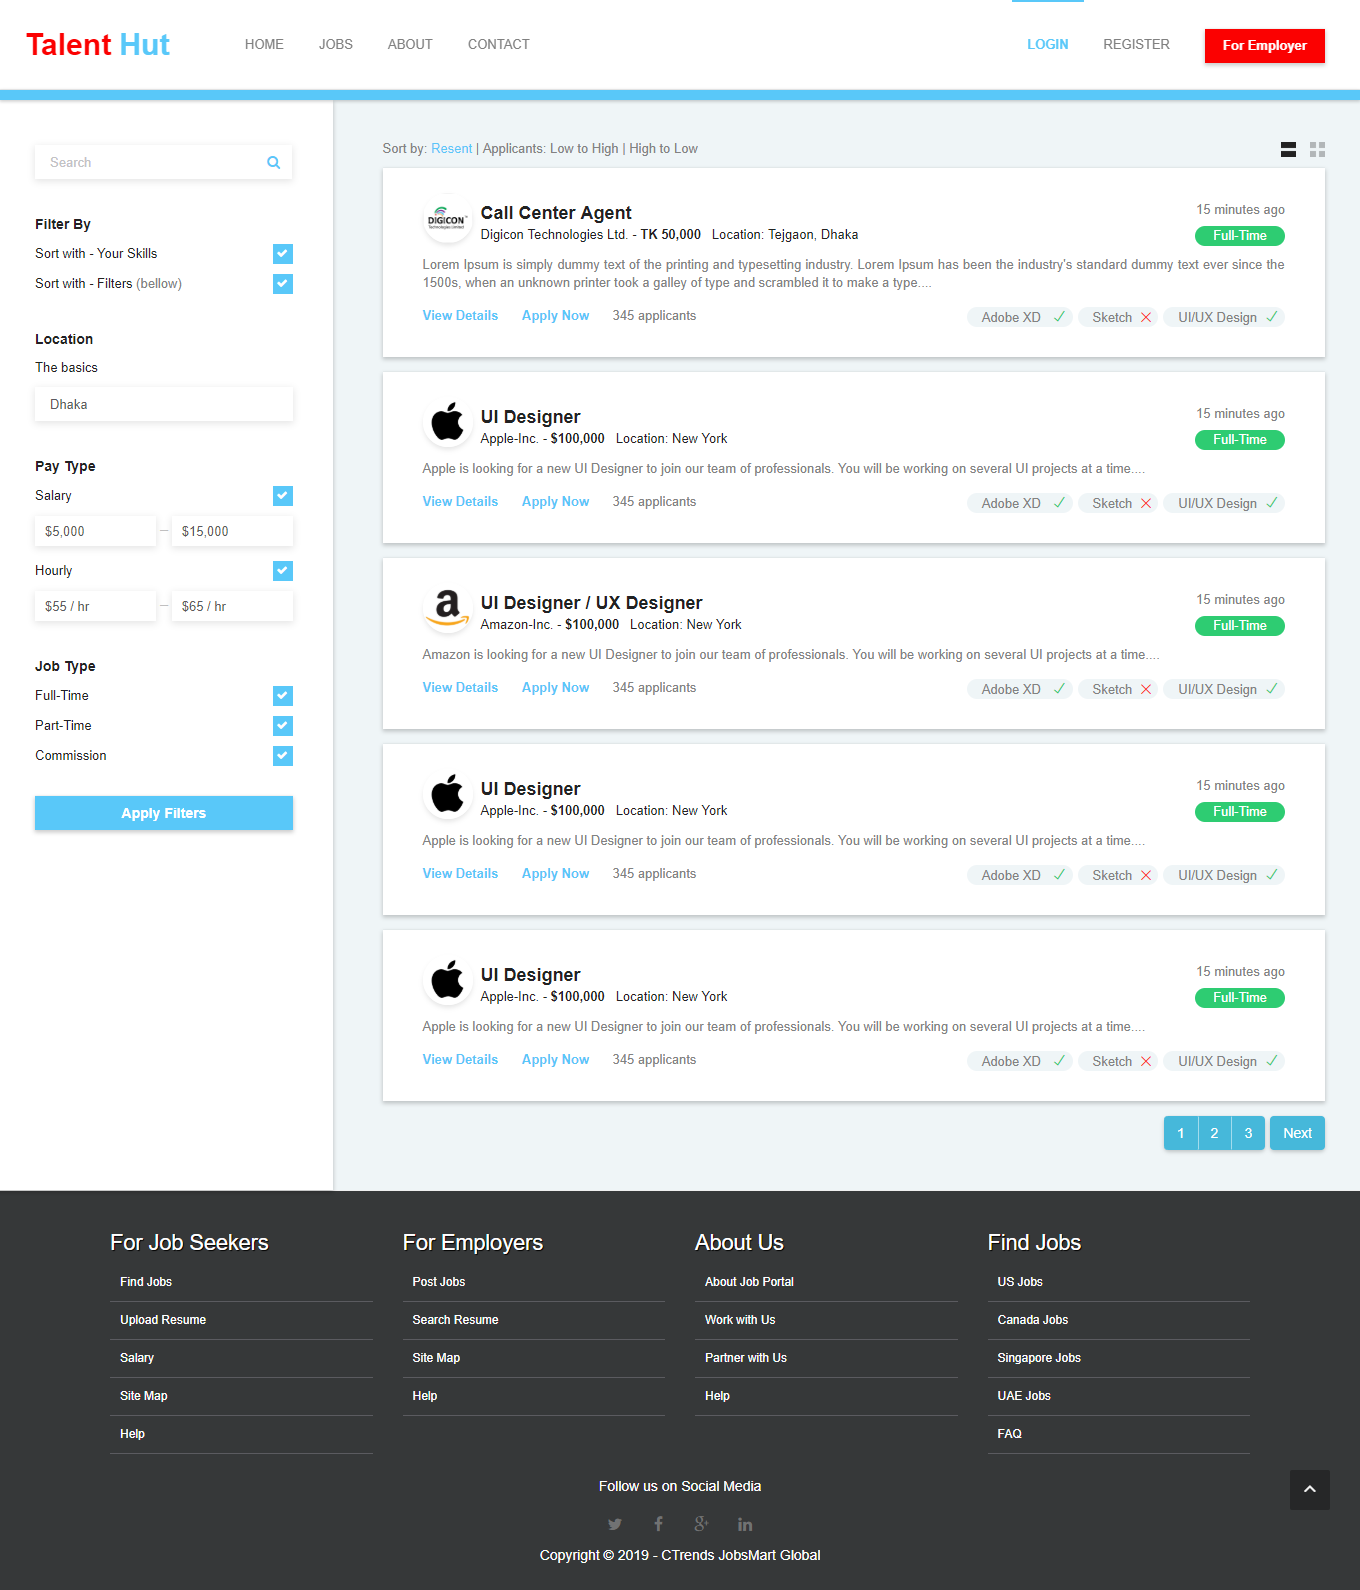 Talent Hut
HOME JOBS ABOUT CONTACT
LOGIN REGISTER For Employer
Search
Filter By
Sort with - Your Skills
Sort with - Filters (bellow)
Location
The basics
Dhaka
Pay Type
Salary
$5,000 – $15,000
Hourly
$55 / hr – $65 / hr
Job Type
Full-Time
Part-Time
Commission
Apply Filters
Sort by: Resent | Applicants: Low to High | High to Low
DIGICON
Technologies Limited
Call Center Agent
15 minutes ago
Digicon Technologies Ltd. - TK 50,000 Location: Tejgaon, Dhaka
Full-Time
Lorem Ipsum is simply dummy text of the printing and typesetting industry. Lorem Ipsum has been the industry's standard dummy text ever since the
1500s, when an unknown printer took a galley of type and scrambled it to make a type....
View Details Apply Now 345 applicants
Adobe XD Sketch UI/UX Design
UI Designer
15 minutes ago
Apple-Inc. - $100,000 Location: New York
Full-Time
Apple is looking for a new UI Designer to join our team of professionals. You will be working on several UI projects at a time....
View Details Apply Now 345 applicants
Adobe XD Sketch UI/UX Design
a
UI Designer / UX Designer
15 minutes ago
Amazon-Inc. - $100,000 Location: New York
Full-Time
Amazon is looking for a new UI Designer to join our team of professionals. You will be working on several UI projects at a time....
View Details Apply Now 345 applicants
Adobe XD Sketch UI/UX Design
UI Designer
15 minutes ago
Apple-Inc. - $100,000 Location: New York
Full-Time
Apple is looking for a new UI Designer to join our team of professionals. You will be working on several UI projects at a time....
View Details Apply Now 345 applicants
Adobe XD Sketch UI/UX Design
UI Designer
15 minutes ago
Apple-Inc. - $100,000 Location: New York
Full-Time
Apple is looking for a new UI Designer to join our team of professionals. You will be working on several UI projects at a time....
View Details Apply Now 345 applicants
Adobe XD Sketch UI/UX Design
1 2 3 Next
For Job Seekers
Find Jobs
Upload Resume
Salary
Site Map
Help
For Employers
Post Jobs
Search Resume
Site Map
Help
About Us
About Job Portal
Work with Us
Partner with Us
Help
Find Jobs
US Jobs
Canada Jobs
Singapore Jobs
UAE Jobs
FAQ
Follow us on Social Media
Copyright © 2019 - CTrends JobsMart Global